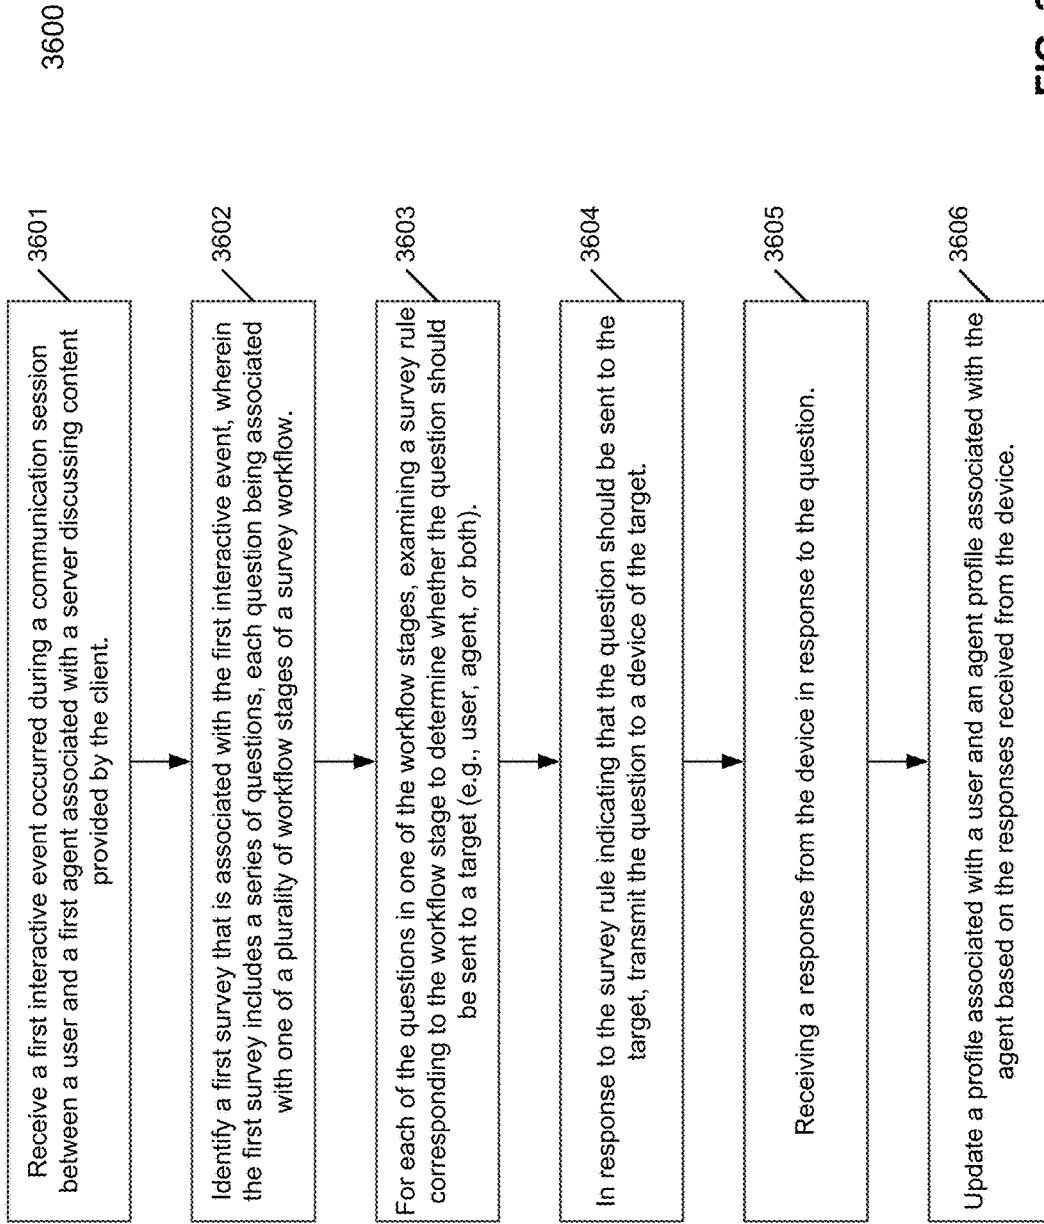 3600
3601
Receive a first interactive event occurred during a communication session
between a user and a first agent associated with a server discussing content
provided by the client.
3602
Identify a first survey that is associated with the first interactive event, wherein
the first survey includes a series of questions, each question being associated
with one of a plurality of workflow stages of a survey workflow.
3603
For each of the questions in one of the workflow stages, examining a survey rule
corresponding to the workflow stage to determine whether the question should
be sent to a target (e.g., user, agent, or both).
3604
In response to the survey rule indicating that the question should be sent to the
target, transmit the question to a device of the target.
3605
Receiving a response from the device in response to the question.
3606
Update a profile associated with a user and an agent profile associated with the
agent based on the responses received from the device.
FIG.